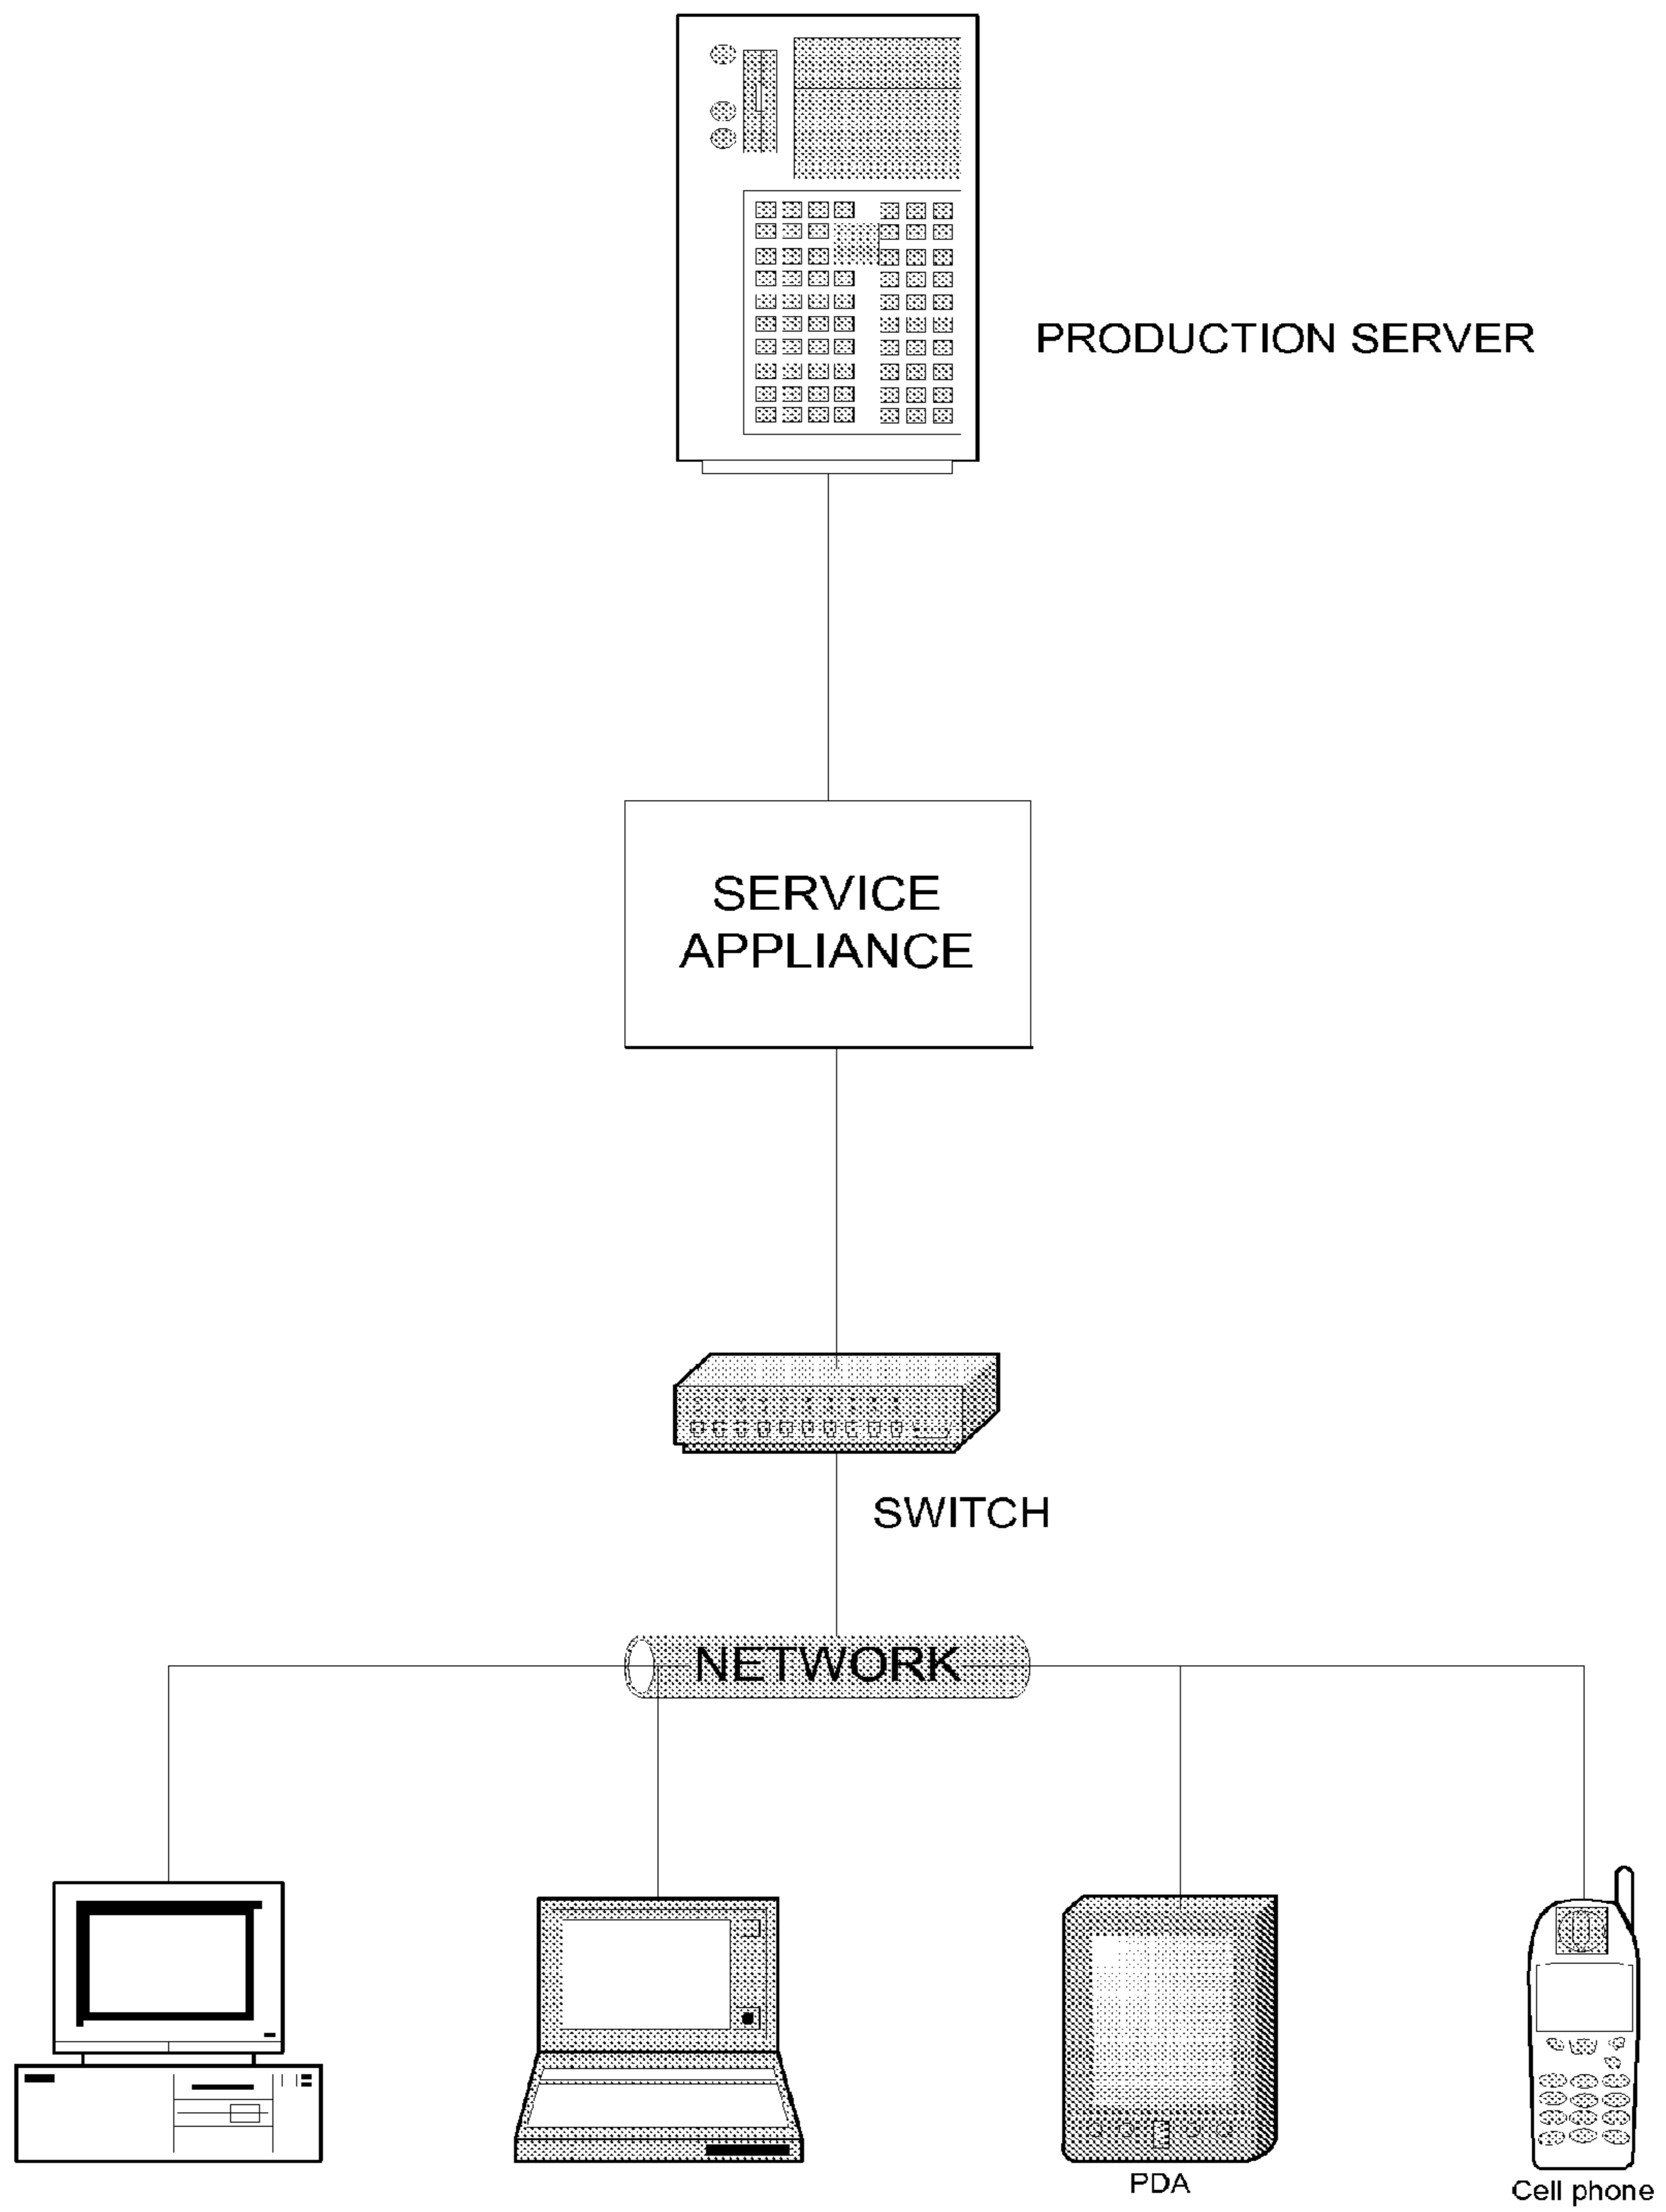 PRODUCTION SERVER
SERVICE
APPLIANCE
SWITCH
NETWORK
PDA
Cell phone